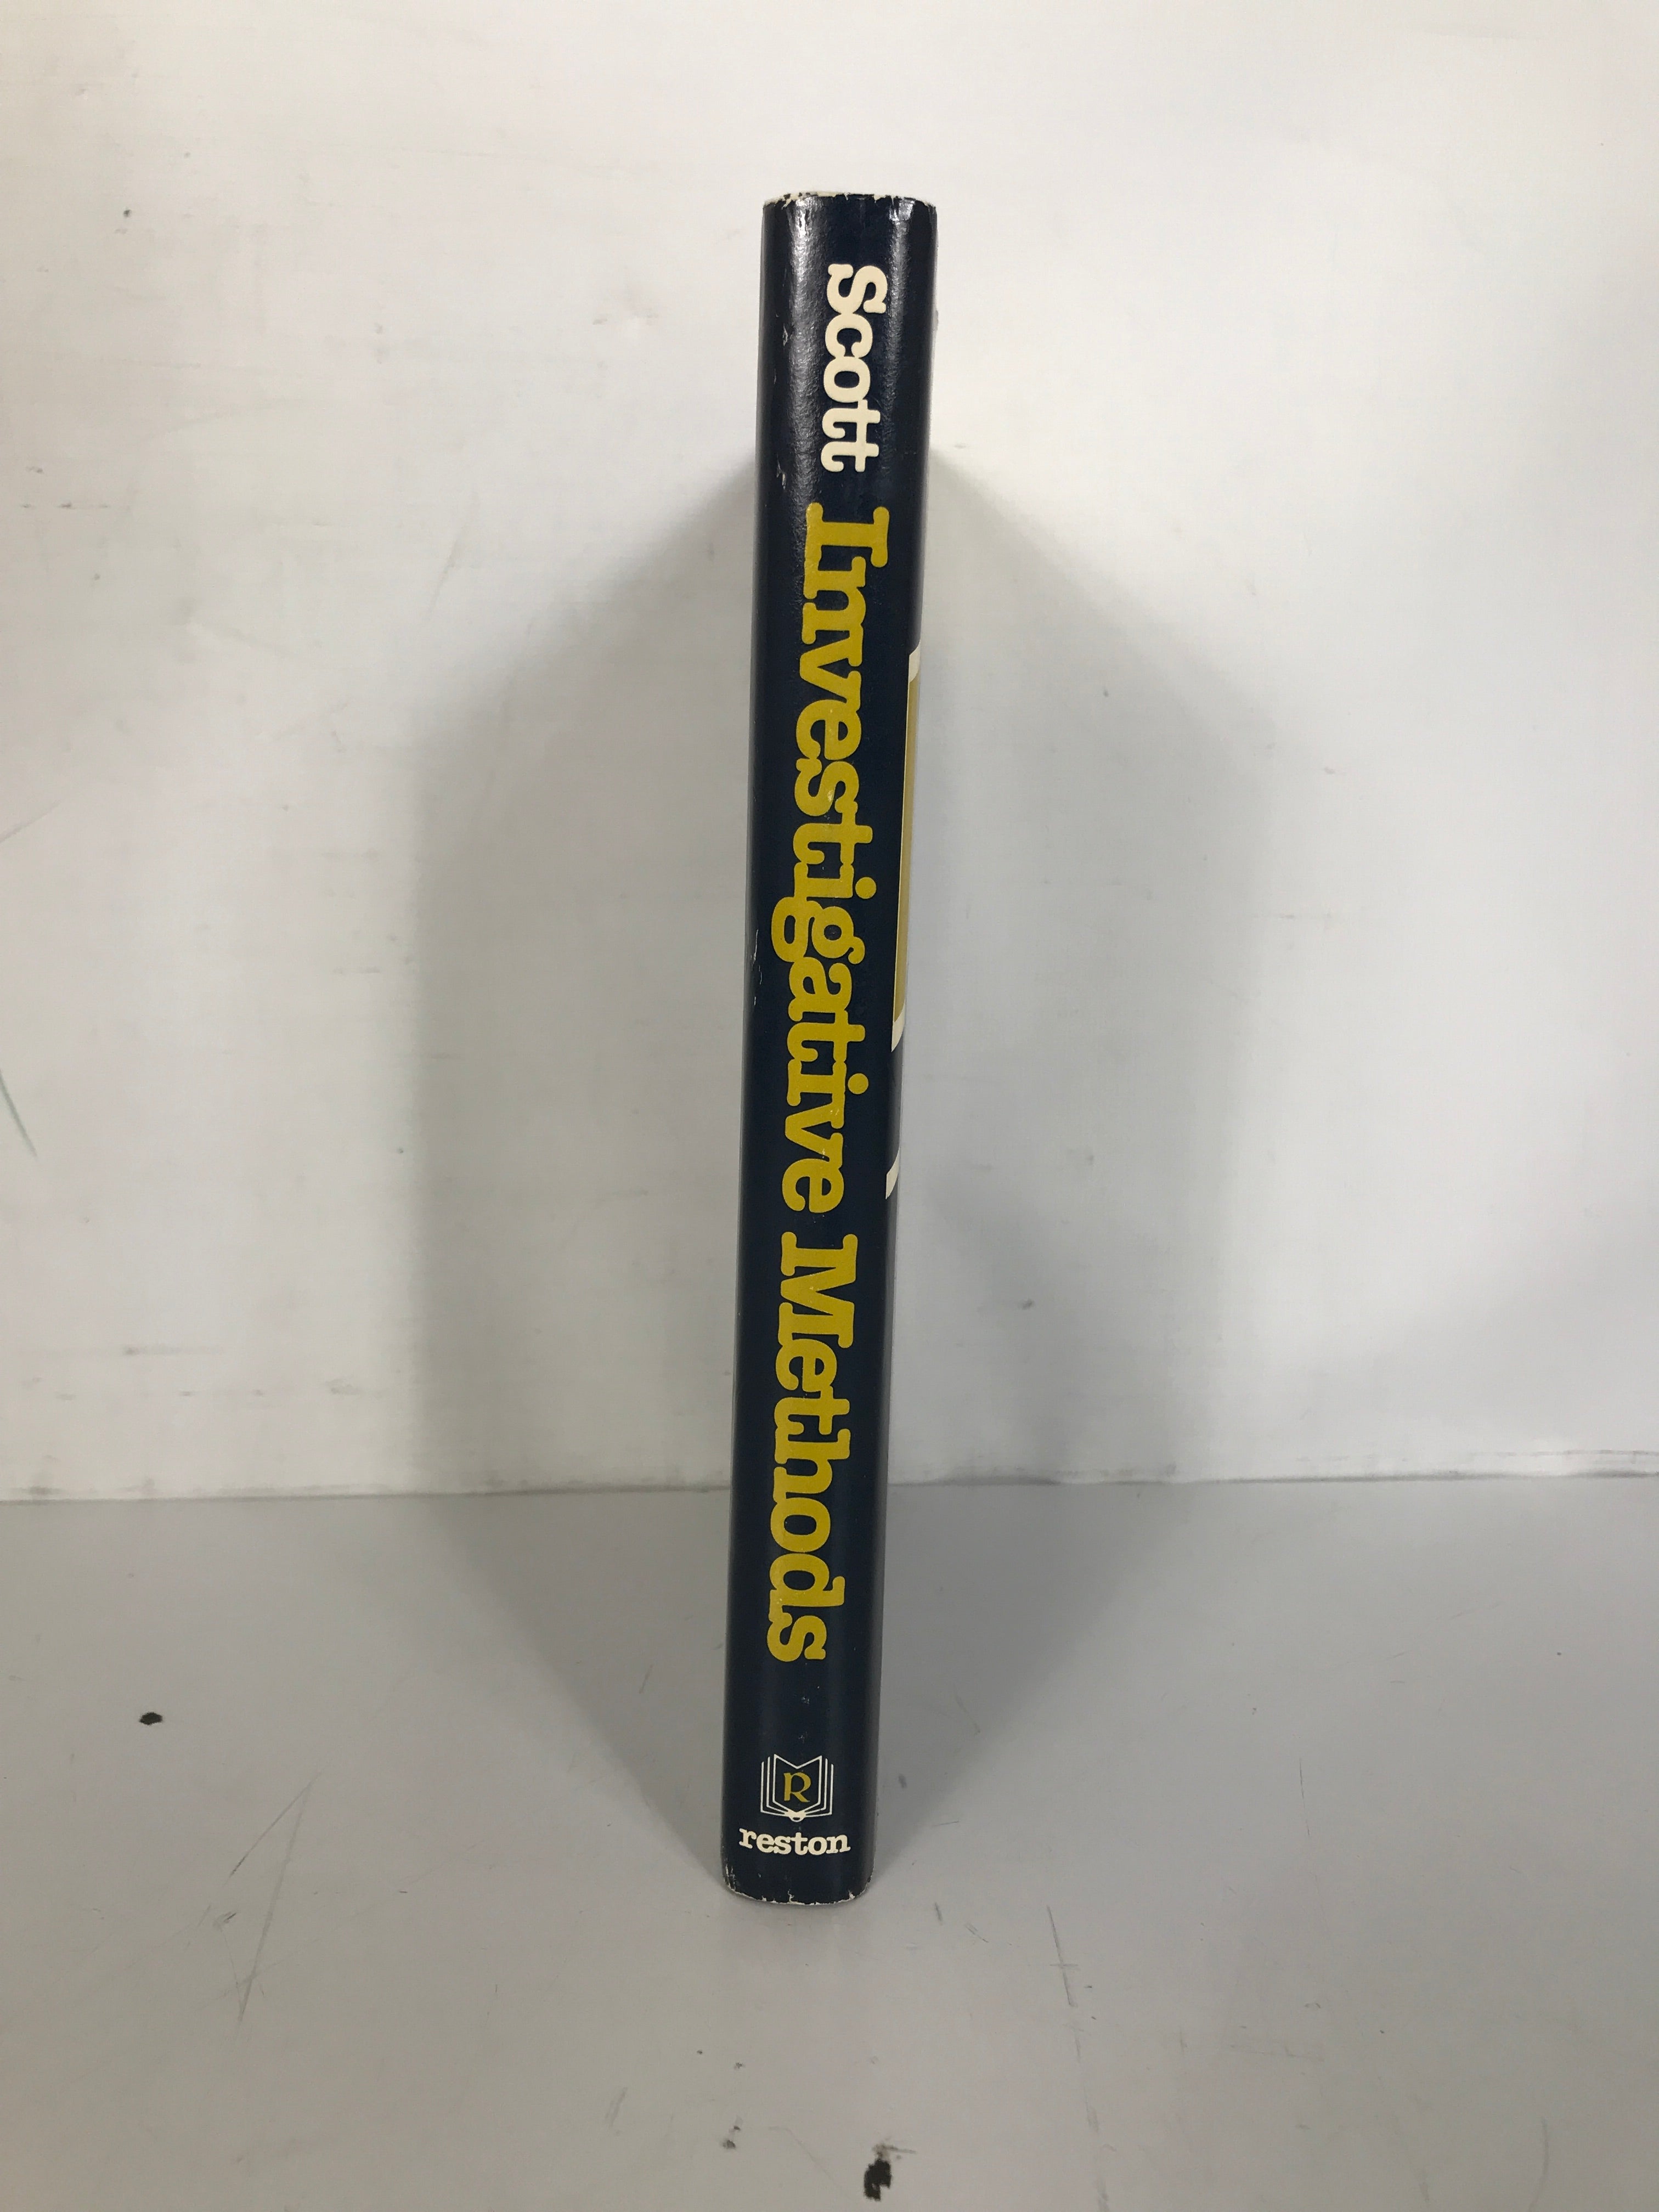 Scott Investigative Methods
R
reston